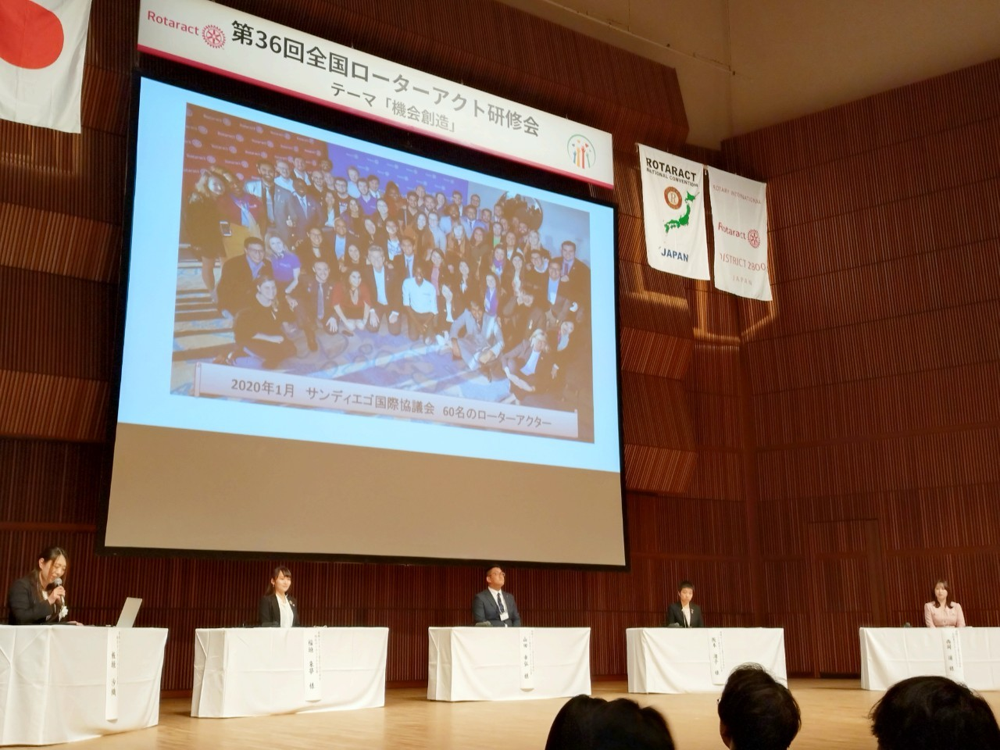 Rotaract
第36回全国ローターアクト研修会
テーマ「機会創造」
2020年1月 サンディエゴ国際協議会 60名のローターアクター
ROTARACT
NATIONAL CONVENTION
JAPAN
ROTARY INTERNATIONAL
Rotaract
DISTRICT 2800
JAPAN